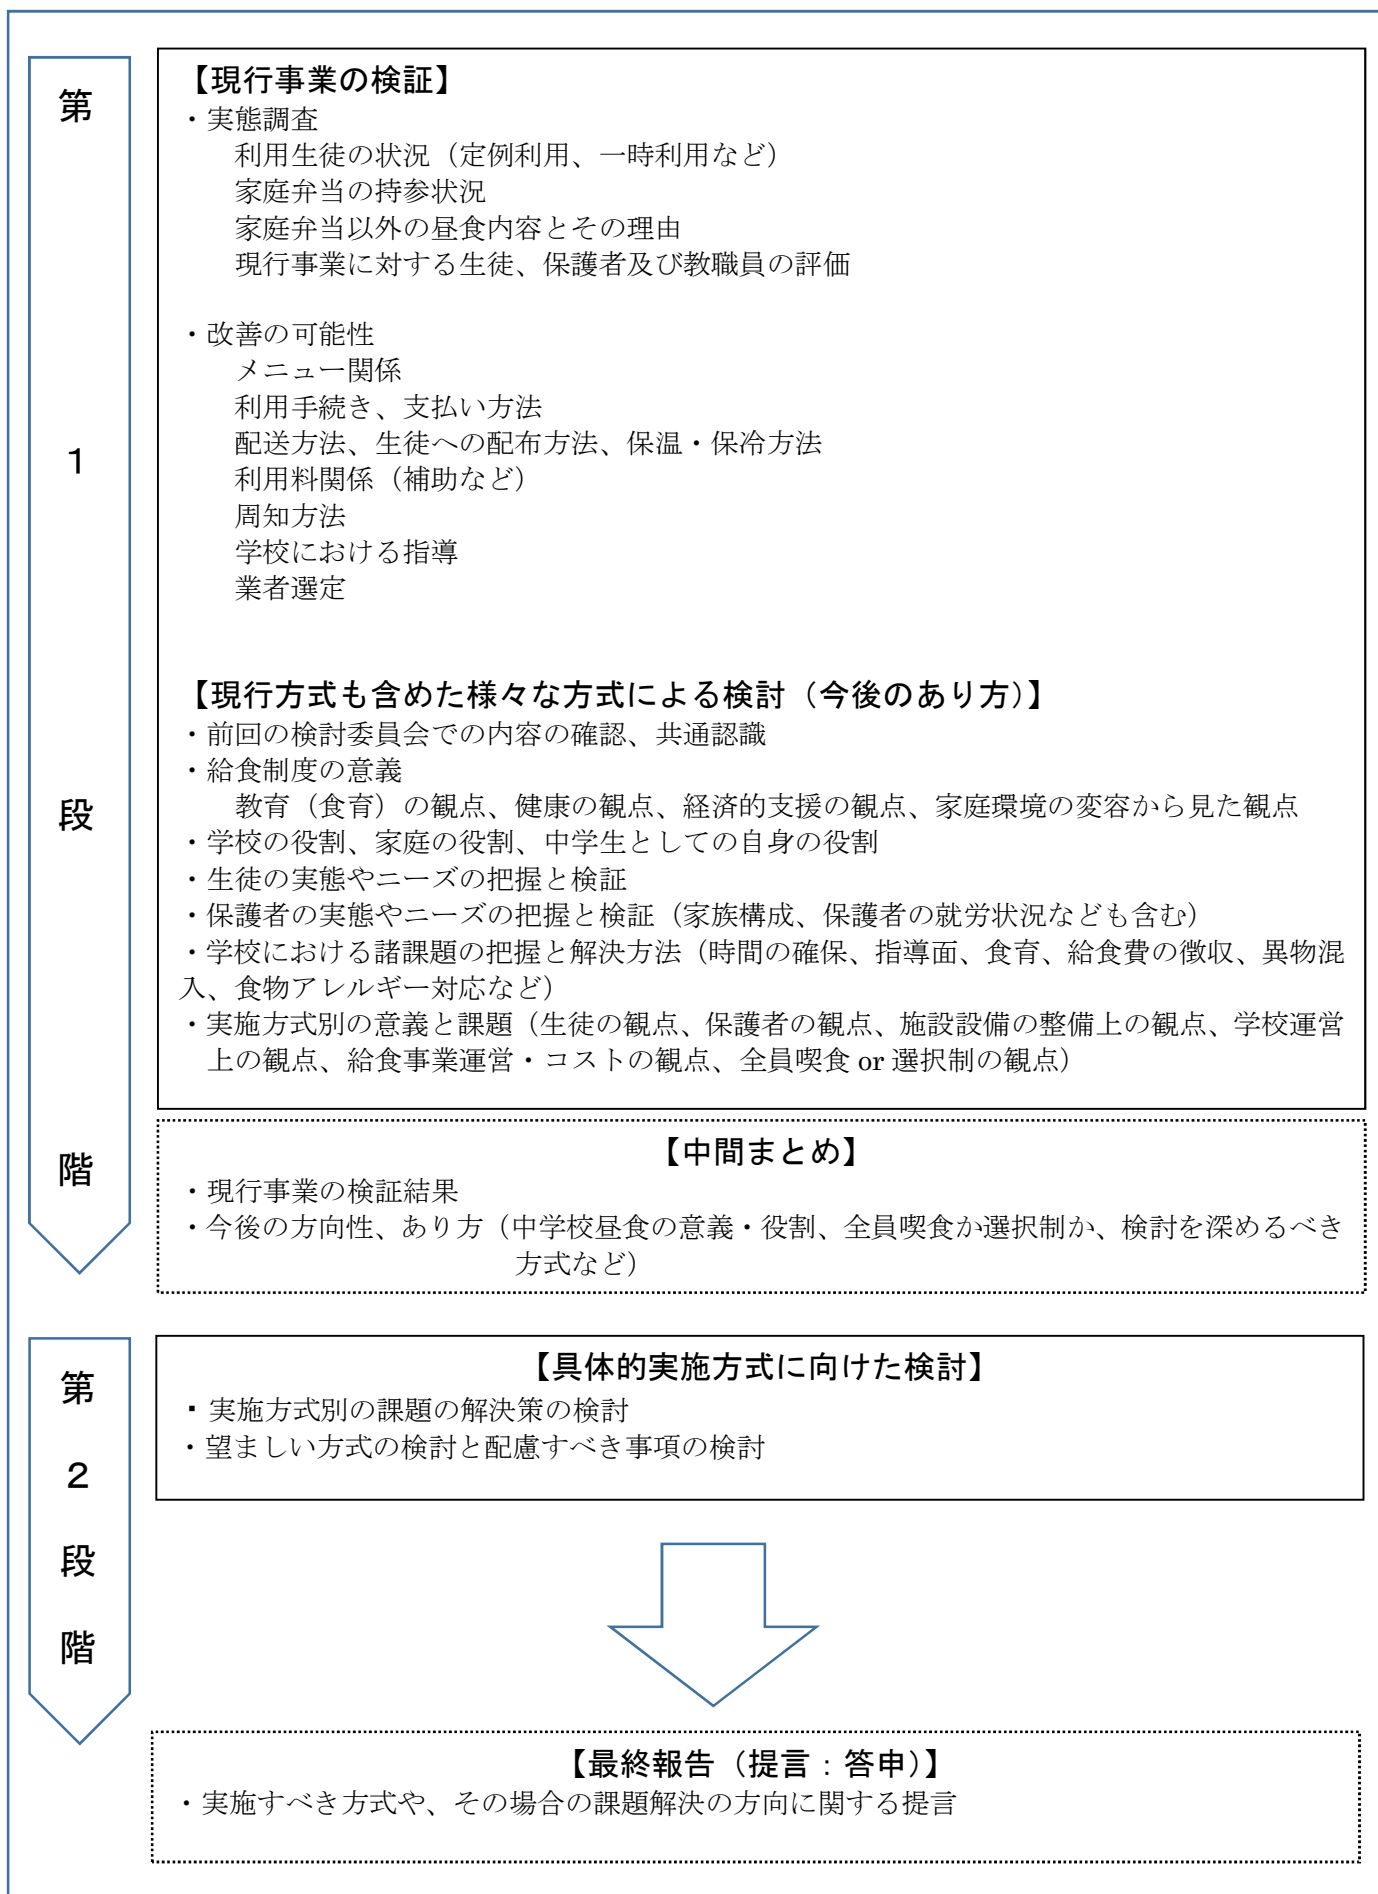 第
1
段
階
【現行事業の検証】
・実態調査
利用生徒の状況（定例利用、一時利用など）
家庭弁当の持参状況
家庭弁当以外の昼食内容とその理由
現行事業に対する生徒、保護者及び教職員の評価
・改善の可能性
メニュー関係
利用手続き、支払い方法
配送方法、生徒への配布方法、保温・保冷方法
利用料関係（補助など）
周知方法
学校における指導
業者選定
【現行方式も含めた様々な方式による検討（今後のあり方）】
・前回の検討委員会での内容の確認、共通認識
・給食制度の意義
教育（食育）の観点、健康の観点、経済的支援の観点、家庭環境の変容から見た観点
・学校の役割、家庭の役割、中学生としての自身の役割
・生徒の実態やニーズの把握と検証
・保護者の実態やニーズの把握と検証（家族構成、保護者の就労状況なども含む）
・学校における諸課題の把握と解決方法（時間の確保、指導面、食育、給食費の徴収、異物混
入、食物アレルギー対応など）
・実施方式別の意義と課題（生徒の観点、保護者の観点、施設設備の整備上の観点、学校運営
上の観点、給食事業運営・コストの観点、全員喫食 or 選択制の観点）
【中間まとめ】
・現行事業の検証結果
・今後の方向性、あり方（中学校昼食の意義・役割、全員喫食か選択制か、検討を深めるべき
方式など）
第
2
段
階
【具体的実施方式に向けた検討】
▪実施方式別の課題の解決策の検討
・望ましい方式の検討と配慮すべき事項の検討
【最終報告（提言：答申）】
・実施すべき方式や、その場合の課題解決の方向に関する提言